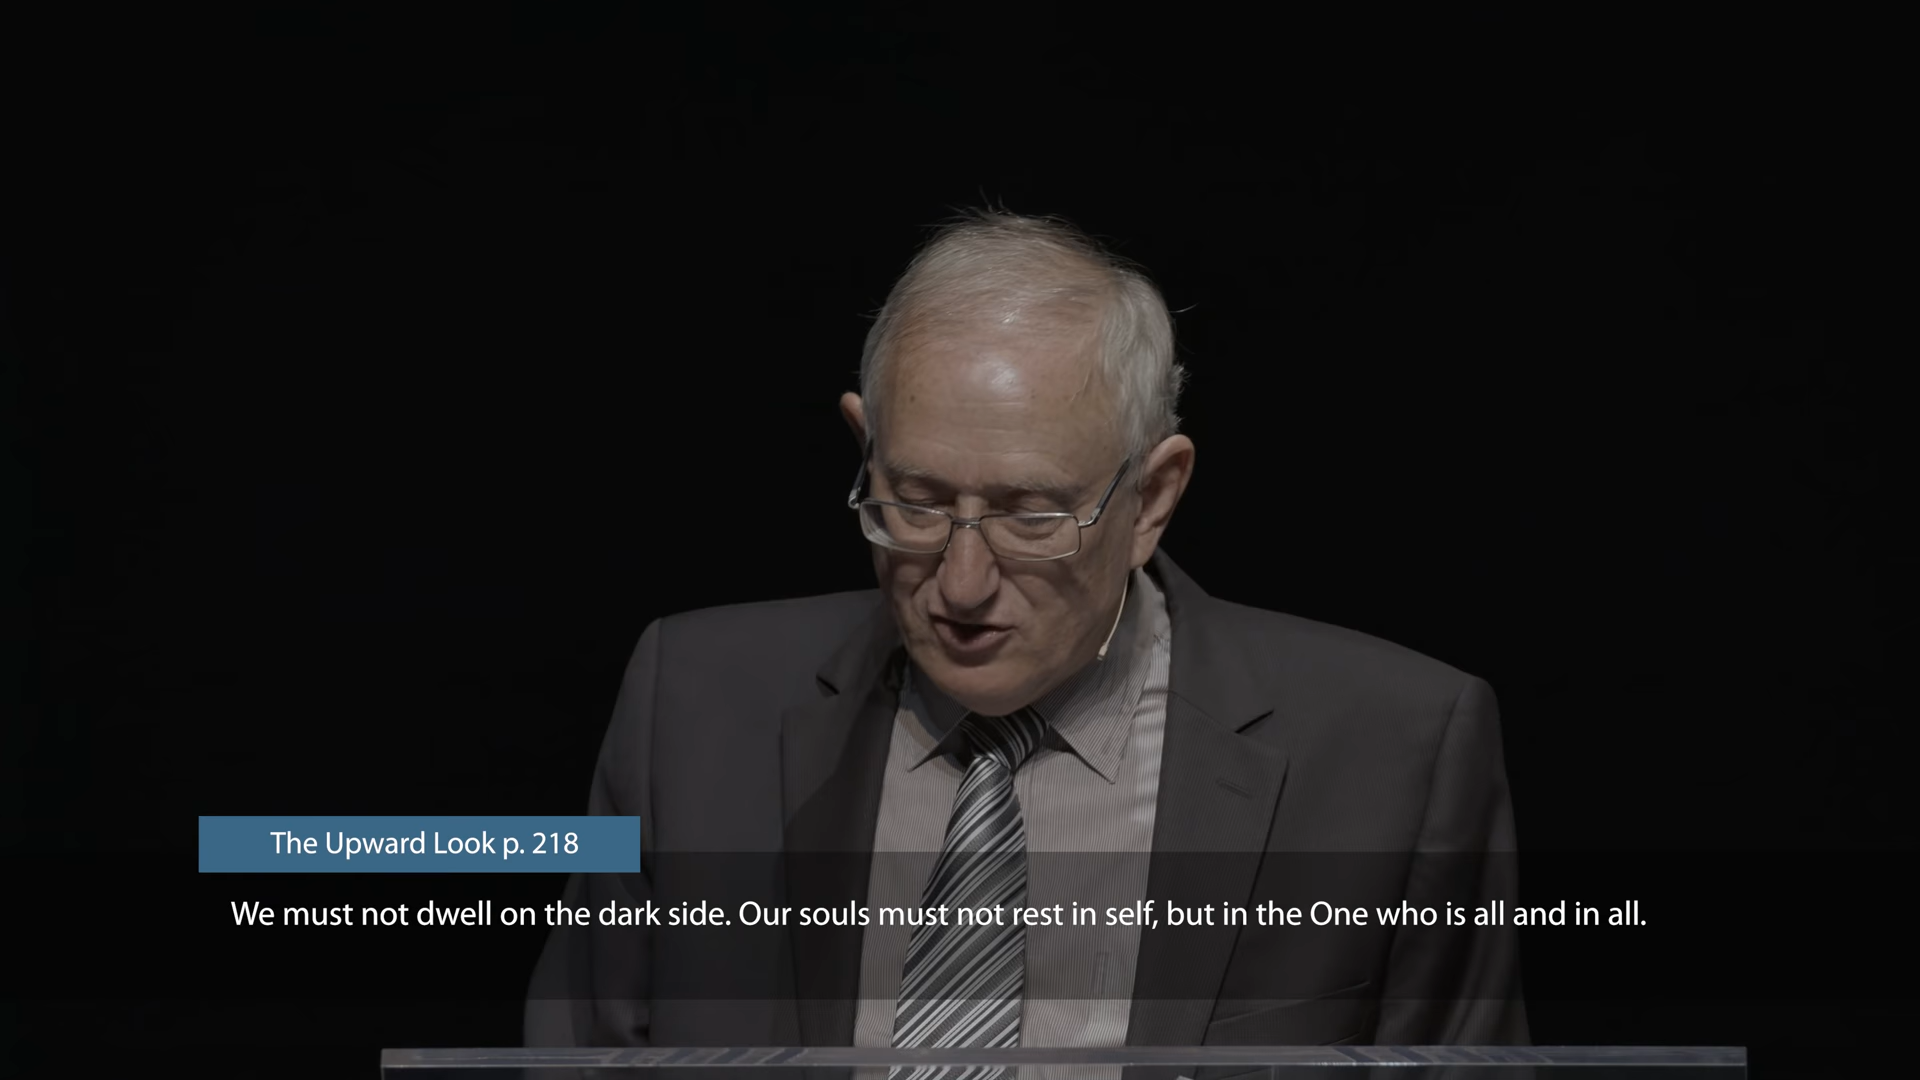 The Upward Look p. 218
We must not dwell on the dark side. Our souls must not rest in self, but in the One who is all and in all.